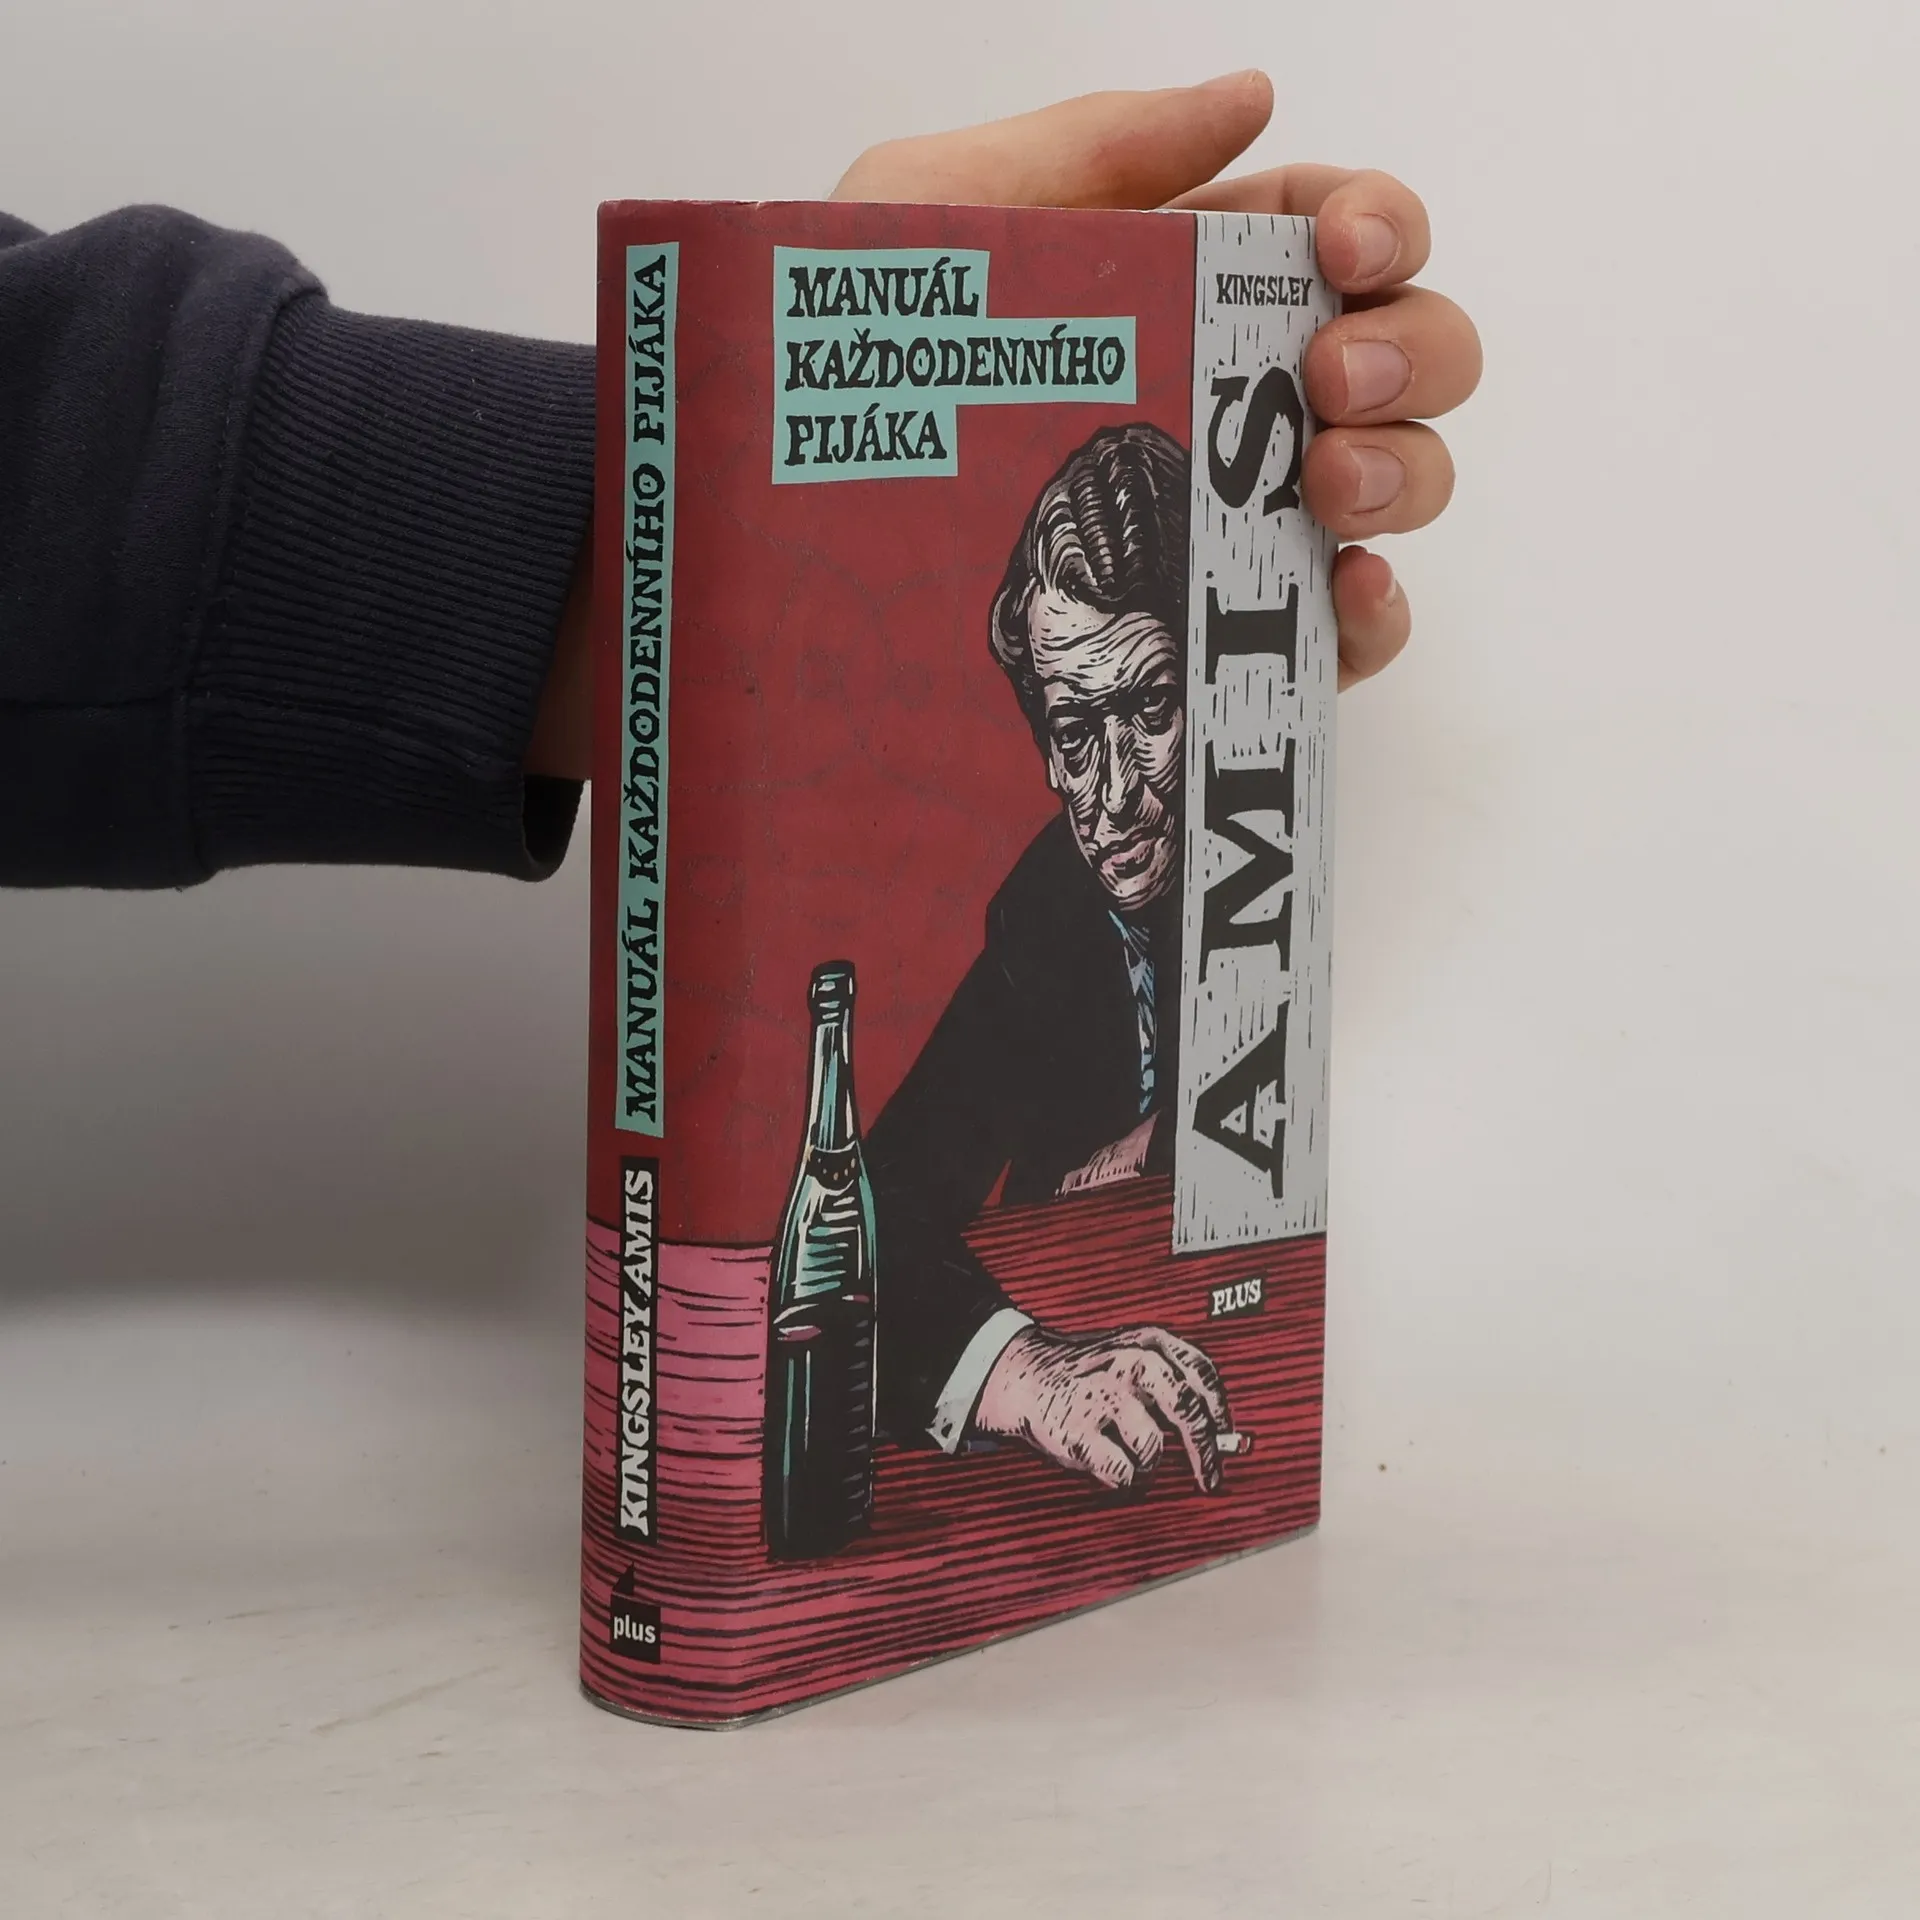 MANUÁL KAŽDODENNÍHO PIJÁKA
KINGSLEY AMIS
plus
MANUÁL
KAŽDODENNÍHO
PIJÁKA
KINGSLEY
AMIS
PLUS